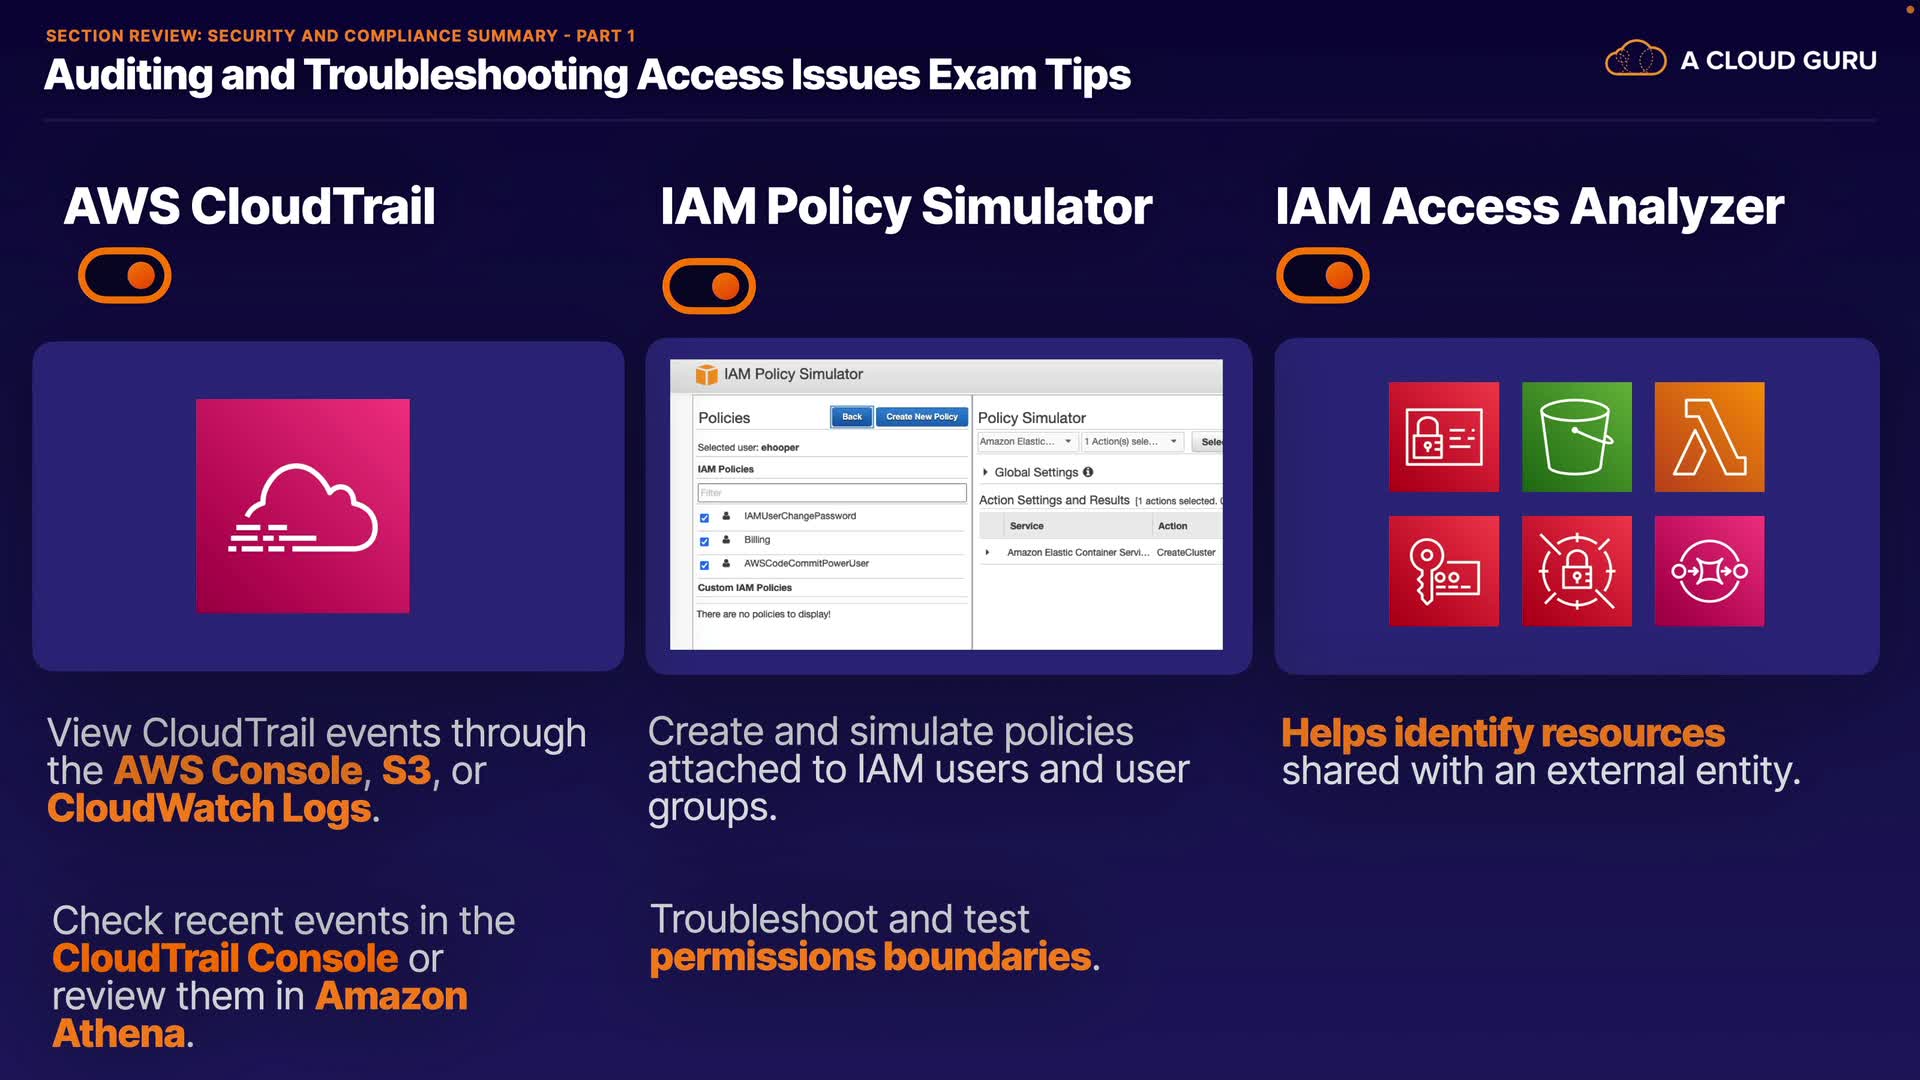 SECTION REVIEW: SECURITY AND COMPLIANCE SUMMARY - PART 1
Auditing and Troubleshooting Access Issues Exam Tips
A CLOUD GURU
AWS CloudTrail
View CloudTrail events through
the AWS Console, S3, or
CloudWatch Logs.
Check recent events in the
CloudTrail Console or
review them in Amazon
Athena.
IAM Policy Simulator
IAM Policy Simulator
Policies
Back
Create New Policy
Selected user: ehooper
IAM Policies
Filter
IAMUserChangePassword
Billing
AWSCodeCommitPowerUser
Custom IAM Policies
There are no policies to display!
Policy Simulator
Amazon Elastic...
1 Action(s) sele...
Global Settings
Action Settings and Results [1 actions selected.
Service Action
Amazon Elastic Container Servi... CreateCluster
Create and simulate policies
attached to IAM users and user
groups.
Troubleshoot and test
permissions boundaries.
IAM Access Analyzer
Helps identify resources
shared with an external entity.